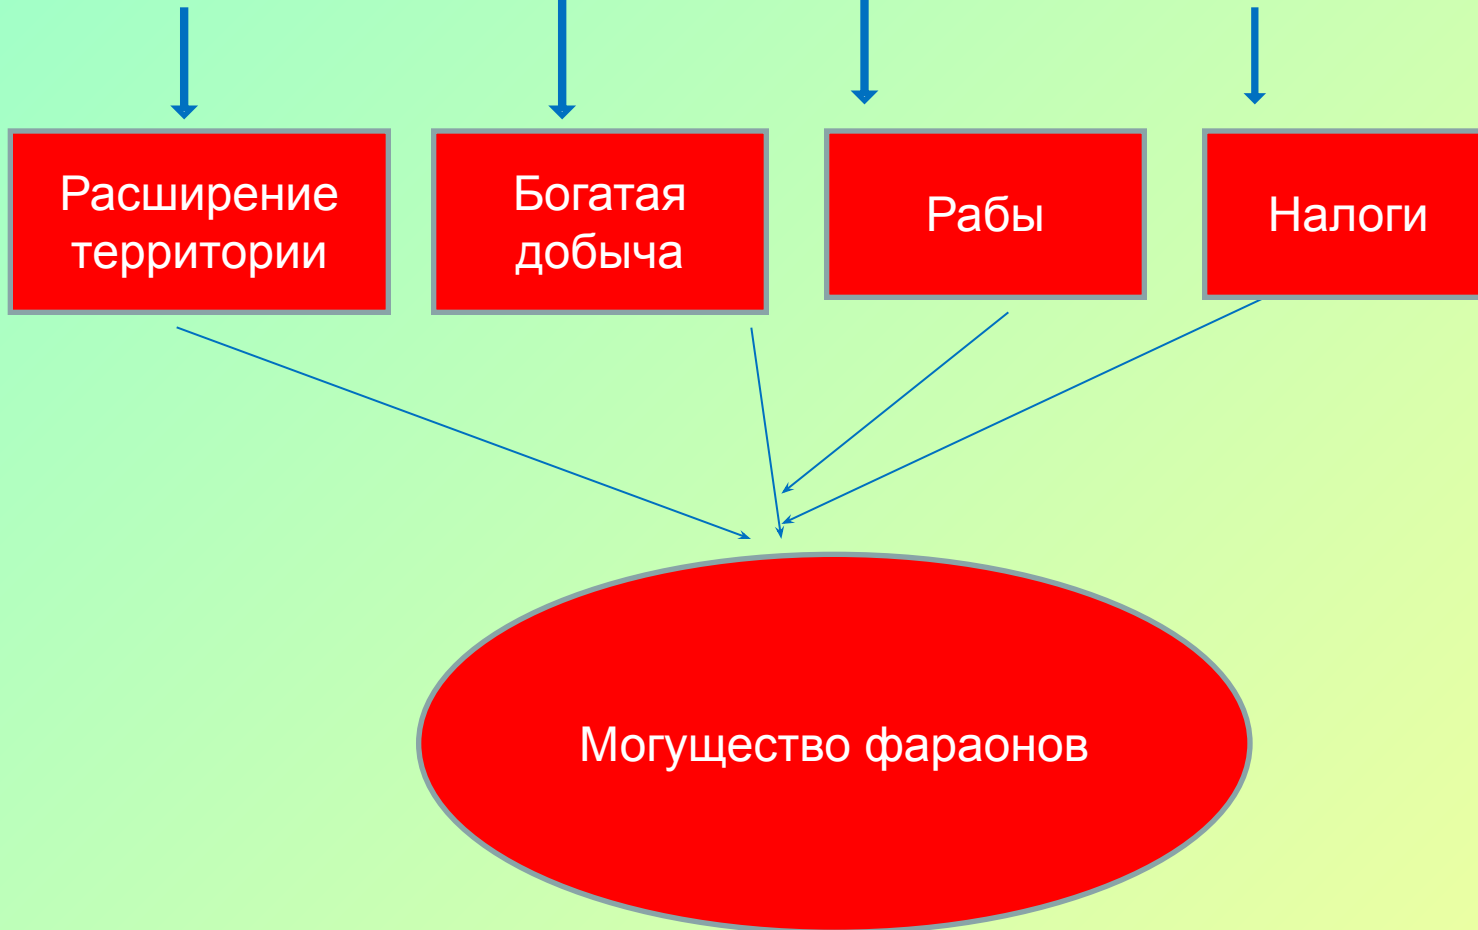 Расширение
территории
Богатая
добыча
Рабы
Налоги
Могущество фараонов